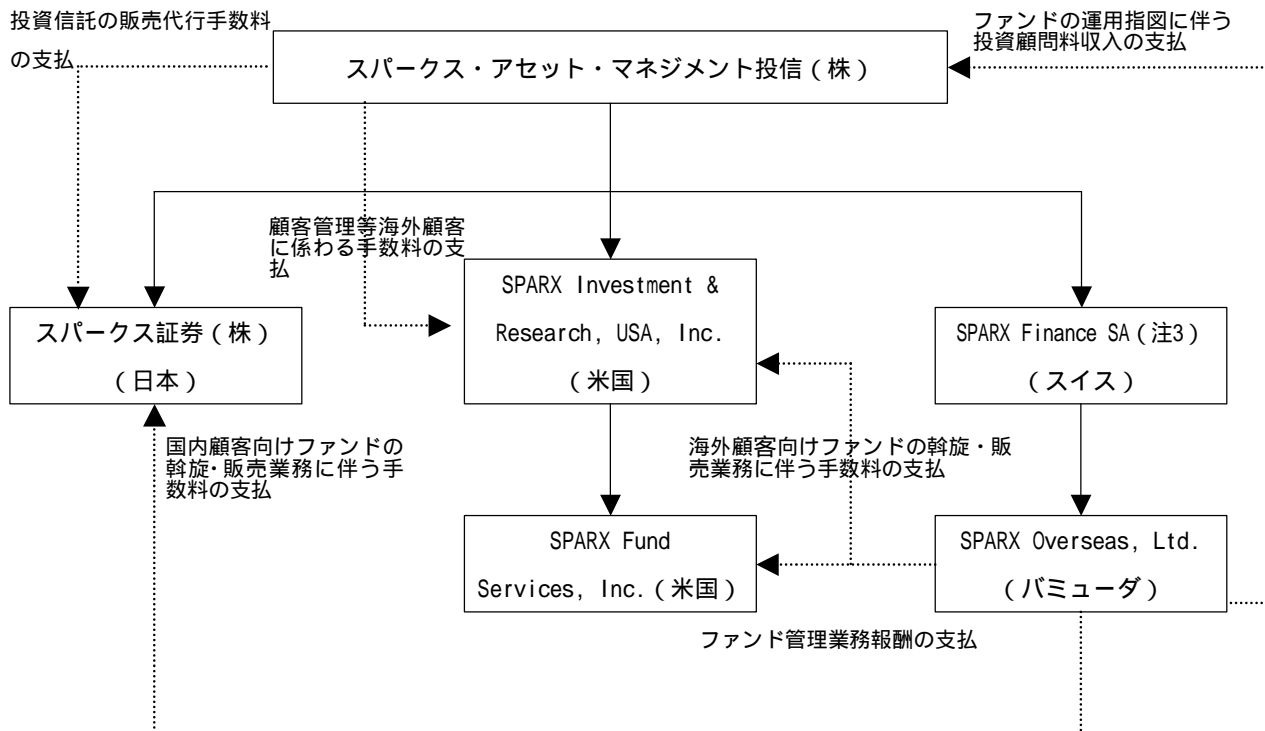 投資信託の販売代行手数料
の支払
ファンドの運用指図に伴う
投資顧問料収入の支払
スパークス・アセット・マネジメント投信（株）
顧客管理等海外顧客
に係わる手数料の支
払
スパークス証券（株）
（日本）
SPARX Investment &
Research, USA, Inc.
（米国）
SPARX Finance SA（注3）
（スイス）
国内顧客向けファンドの
斡旋・販売業務に伴う手
数料の支払
海外顧客向けファンドの斡旋・販
売業務に伴う手数料の支払
SPARX Fund
Services, Inc.（米国）
SPARX Overseas, Ltd.
（バミューダ）
ファンド管理業務報酬の支払